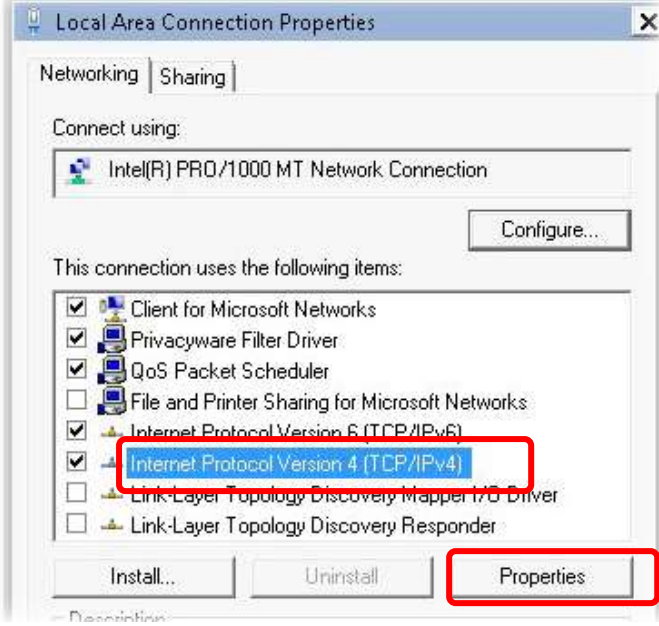 Local Area Connection Properties
Networking
Sharing
Connect using:
Intel(R) PRO/1000 MT Network Connection
Configure...
This connection uses the following items:
Client for Microsoft Networks
Privacyware Filter Driver
QoS Packet Scheduler
File and Printer Sharing for Microsoft Networks
Internet Protocol Version 6 (TCP/IPv6)
Internet Protocol Version 4 (TCP/IPv4)
Link-Layer Topology Discovery Mapper I/O Driver
Link-Layer Topology Discovery Responder
Install...
Uninstall
Properties
Description